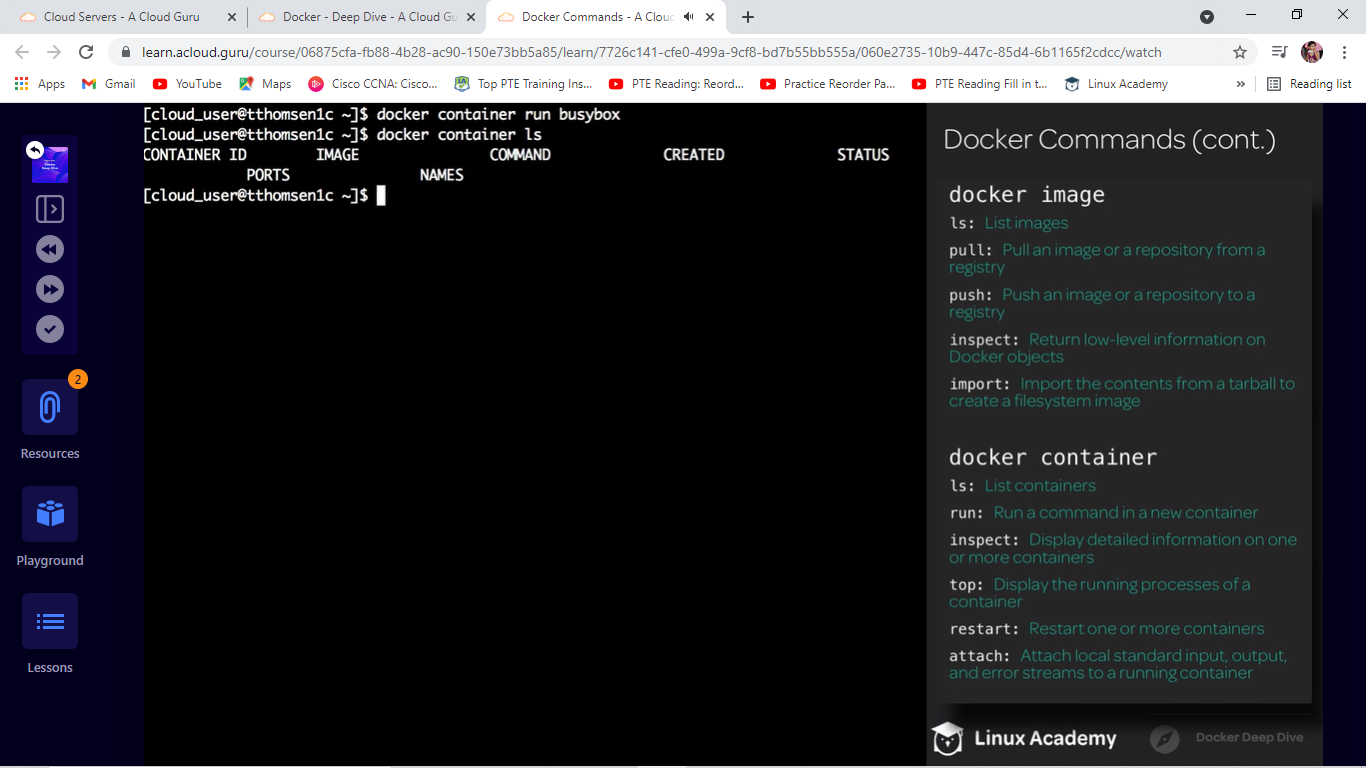 Cloud Servers - A Cloud Guru
Docker - Deep Dive - A Cloud Gu
Docker Commands - A Cloud
learn.acloud.guru/course/06875cfa-fb88-4b28-ac90-150e73bb5a85/learn/7726c141-cfe0-499a-9cf8-bd7b55bb555a/060e2735-10b9-447c-85d4-6b1165f2cdcc/watch
Apps
Gmail
YouTube
Maps
Cisco CCNA: Cisco...
Top PTE Training Ins...
PTE Reading: Reord...
Practice Reorder Pa...
PTE Reading Fill in t...
Linux Academy
»
Reading list
2
Resources
Playground
Lessons
[cloud_user@tthomsen1c ~]$ docker container run busybox
[cloud_user@tthomsen1c ~]$ docker container ls
CONTAINER ID IMAGE COMMAND CREATED STATUS
PORTS NAMES
[cloud_user@tthomsen1c ~]$
Docker Commands (cont.)
docker image
ls: List images
pull: Pull an image or a repository from a
registry
push: Push an image or a repository to a
registry
inspect: Return low-level information on
Docker objects
import: Import the contents from a tarball to
create a filesystem image
docker container
ls: List containers
run: Run a command in a new container
inspect: Display detailed information on one
or more containers
top: Display the running processes of a
container
restart: Restart one or more containers
attach: Attach local standard input, output,
and error streams to a running container
Linux Academy
Docker Deep Dive